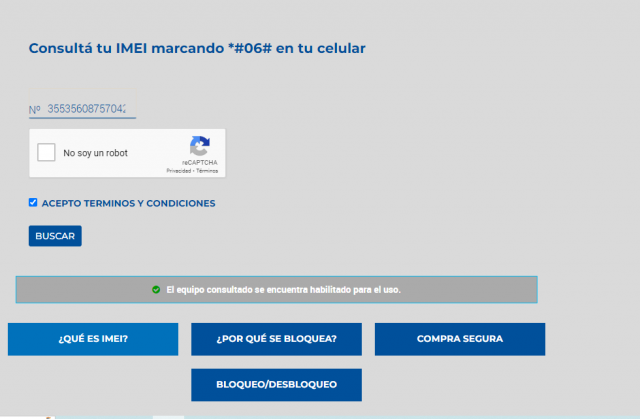 Consultá tu IMEI marcando *#06# en tu celular
Nº 35535608757042
No soy un robot
reCAPTCHA
Privacidad • Términos
ACEPTO TERMINOS Y CONDICIONES
BUSCAR
El equipo consultado se encuentra habilitado para el uso.
¿QUÉ ES IMEI?
¿POR QUÉ SE BLOQUEA?
COMPRA SEGURA
BLOQUEO/DESBLOQUEO